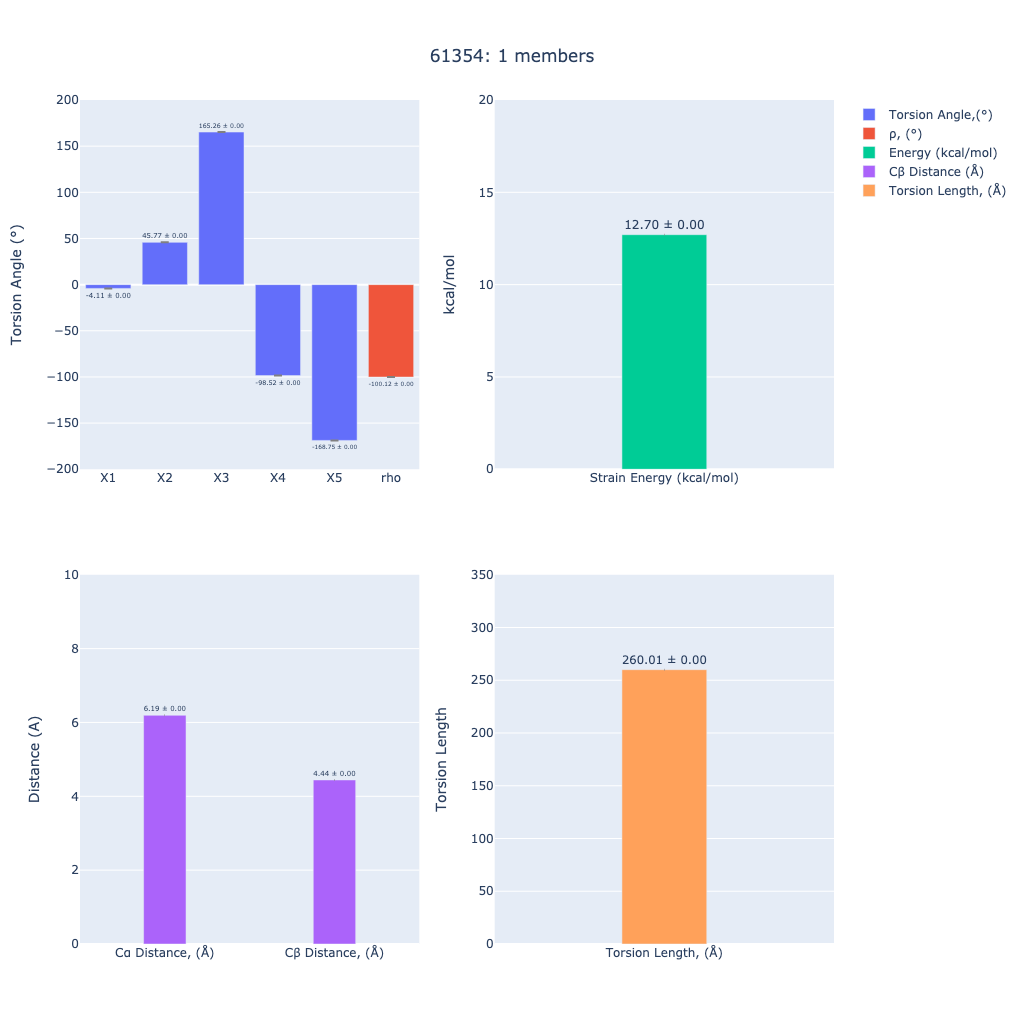 61354: 1 members
Torsion Angle (°)
200
150
100
50
0
−50
−100
−150
−200
-4.11 ± 0.00
45.77 ± 0.00
165.26 ± 0.00
-98.52 ± 0.00
-168.75 ± 0.00
-100.12 ± 0.00
X1 X2 X3 X4 X5 rho
kcal/mol
20
15
10
5
0
12.70 ± 0.00
Strain Energy (kcal/mol)
Torsion Angle,(°)
ρ, (°)
Energy (kcal/mol)
Cβ Distance (Å)
Torsion Length, (Å)
Distance (A)
10
8
6
4
2
0
6.19 ± 0.00
4.44 ± 0.00
Cα Distance, (Å) Cβ Distance, (Å)
Torsion Length
350
300
250
200
150
100
50
0
260.01 ± 0.00
Torsion Length, (Å)